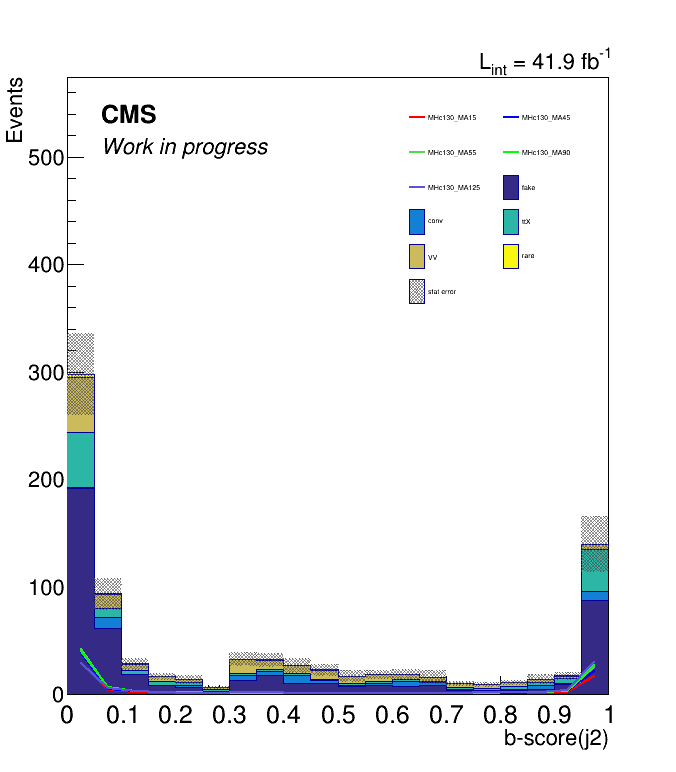 L_int = 41.9 fb^-1
Events
CMS
Work in progress
MHc130_MA15
MHc130_MA45
MHc130_MA55
MHc130_MA90
MHc130_MA125
fake
conv
ttX
VV
rare
stat error
500
400
300
200
100
0
0 0.1 0.2 0.3 0.4 0.5 0.6 0.7 0.8 0.9 1
b-score(j2)